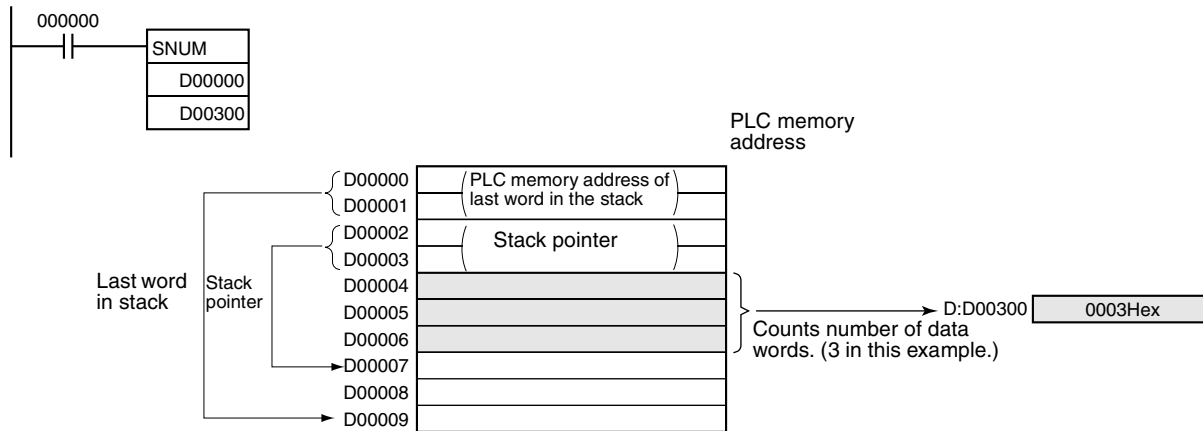 000000
SNUM
D00000
D00300
PLC memory
address
D00000
D00001
D00002
D00003
D00004
D00005
D00006
D00007
D00008
D00009
PLC memory address of
last word in the stack
Stack pointer
Last word
in stack
Stack
pointer
Counts number of data
words. (3 in this example.)
D:D00300
0003Hex